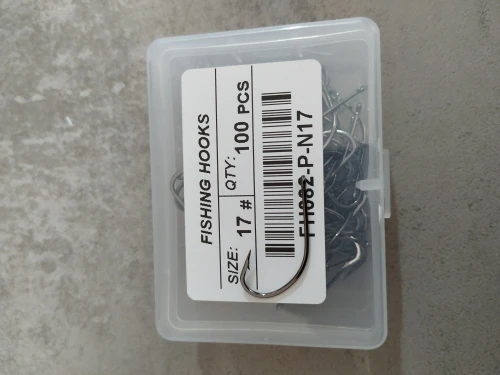 FISHING HOOKS
SIZE: 17 # QTY: 100 PCS
FH082-P-N17